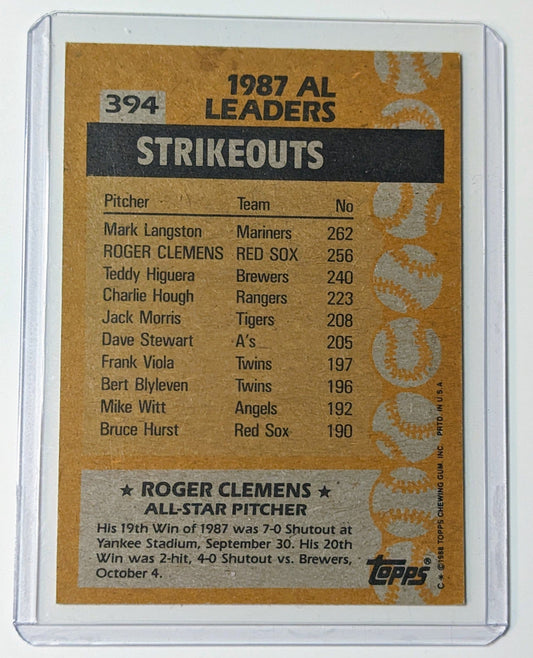 394
1987 AL
LEADERS
STRIKEOUTS
Pitcher Team No
Mark Langston Mariners 262
ROGER CLEMENS RED SOX 256
Teddy Higuera Brewers 240
Charlie Hough Rangers 223
Jack Morris Tigers 208
Dave Stewart A's 205
Frank Viola Twins 197
Bert Blyleven Twins 196
Mike Witt Angels 192
Bruce Hurst Red Sox 190
★ ROGER CLEMENS ★
ALL-STAR PITCHER
His 19th Win of 1987 was 7-0 Shutout at
Yankee Stadium, September 30. His 20th
Win was 2-hit, 4-0 Shutout vs. Brewers,
October 4.
TOPPS®
C * ©1988 TOPPS CHEWING GUM, INC. PRTD. IN U.S.A.